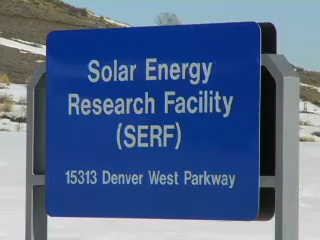 Solar Energy
Research Facility
(SERF)
15313 Denver West Parkway